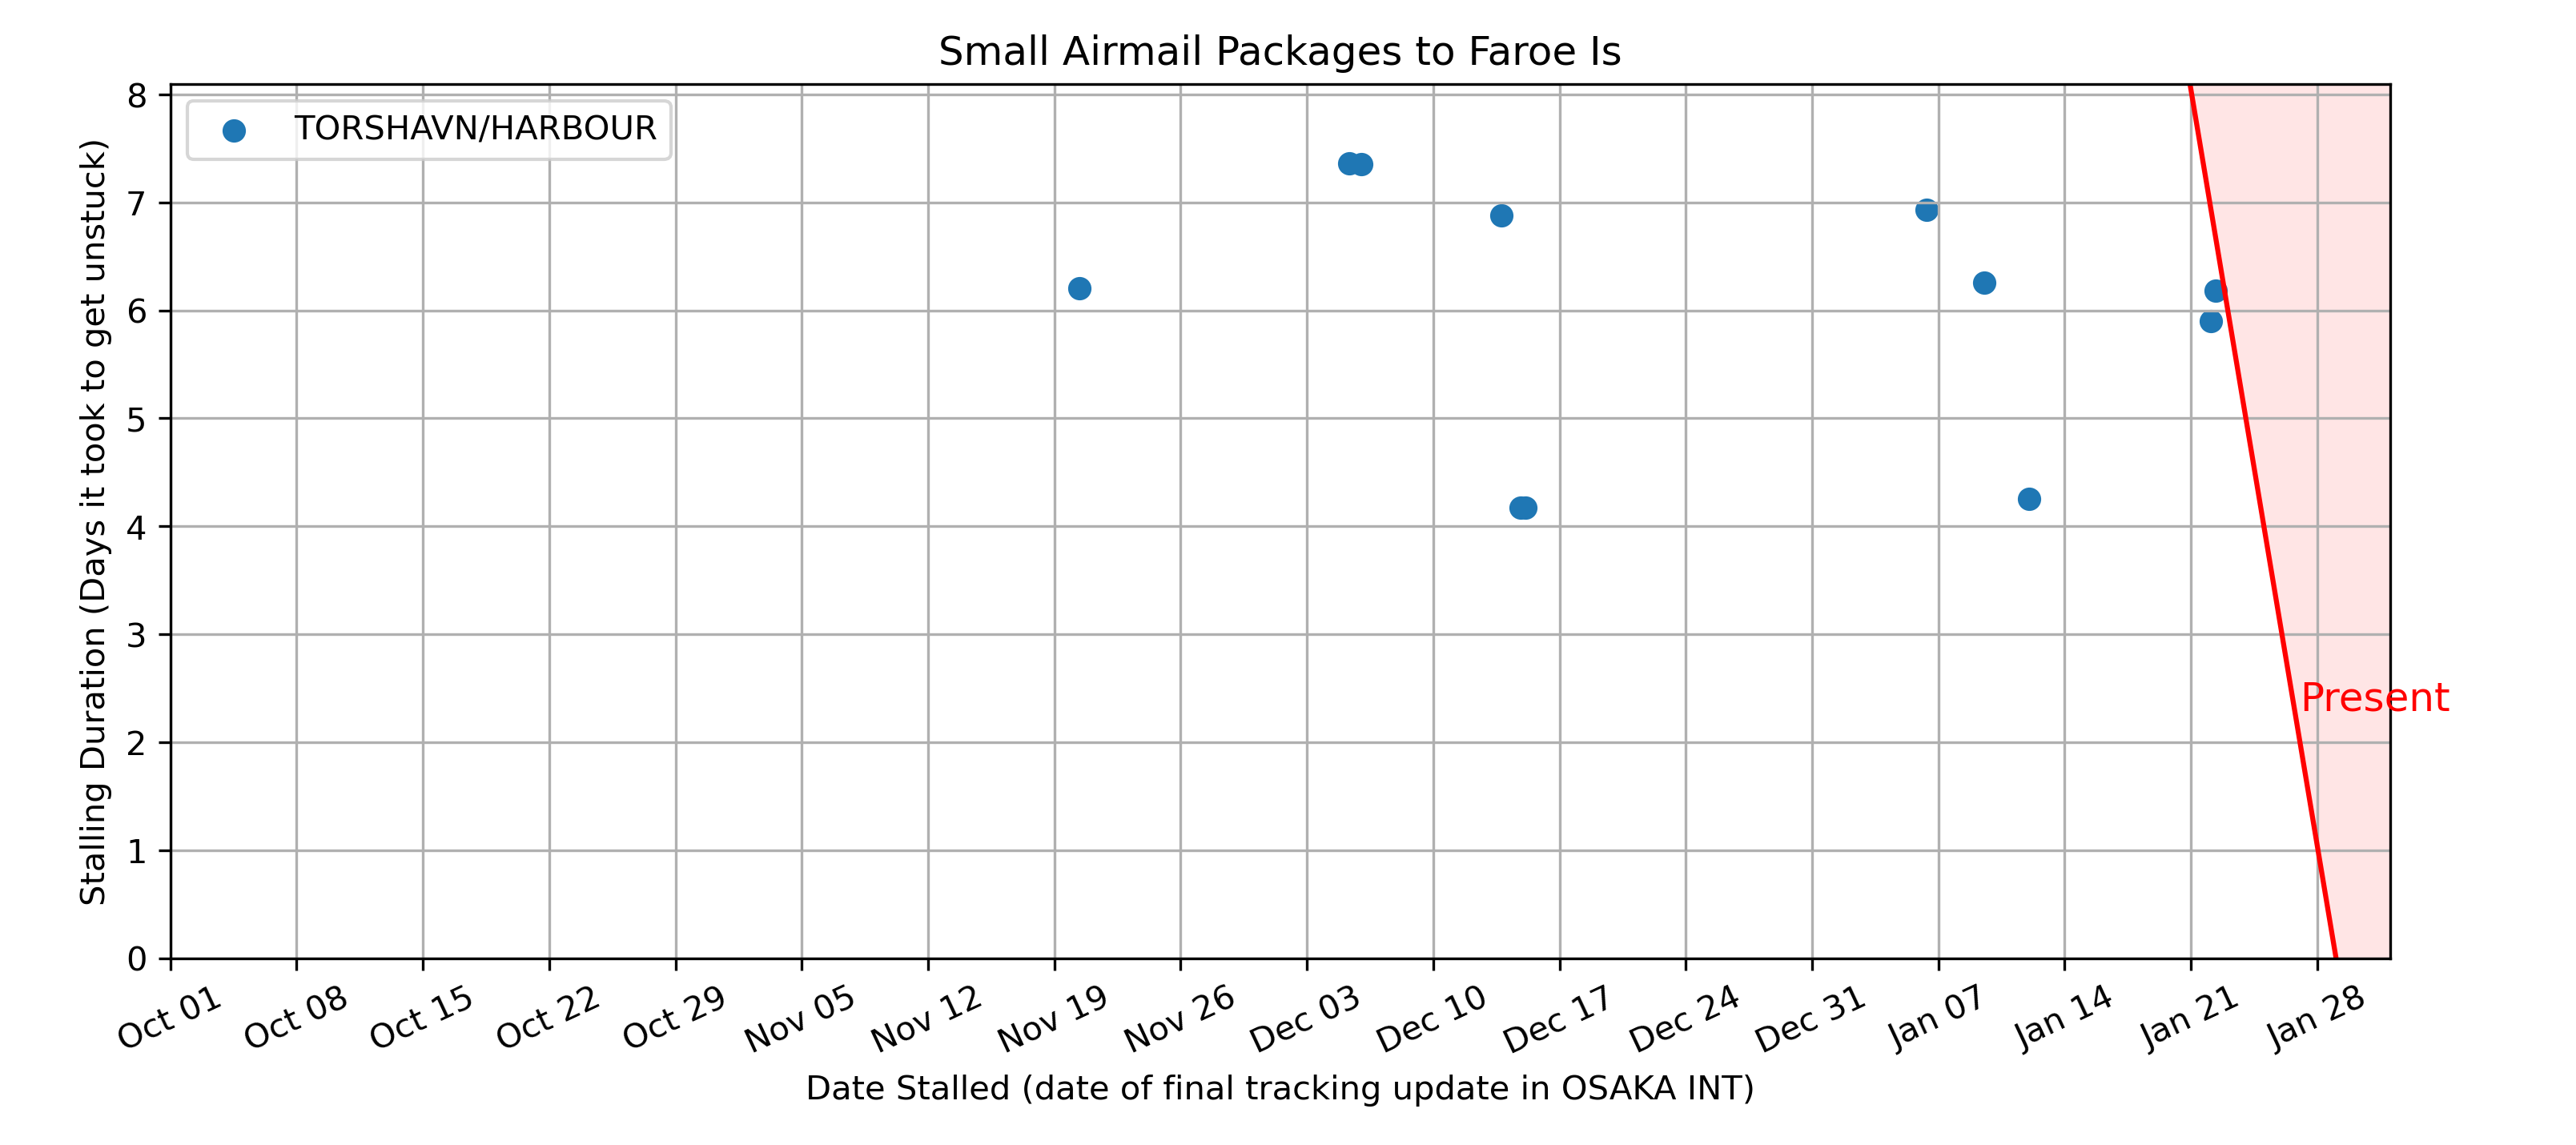 Small Airmail Packages to Faroe Is
TORSHAVN/HARBOUR
Stalling Duration (Days it took to get unstuck)
8
7
6
5
4
3
2
1
0
Present
Oct 01
Oct 08
Oct 15
Oct 22
Oct 29
Nov 05
Nov 12
Nov 19
Nov 26
Dec 03
Dec 10
Dec 17
Dec 24
Dec 31
Jan 07
Jan 14
Jan 21
Jan 28
Date Stalled (date of final tracking update in OSAKA INT)